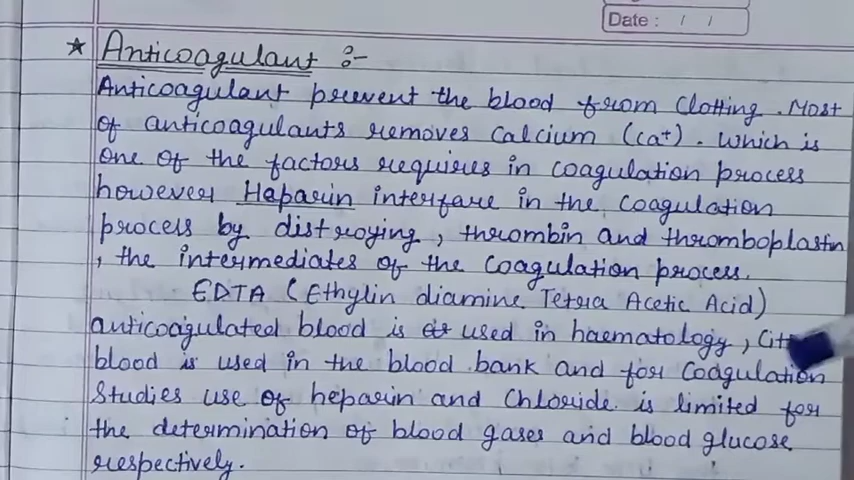 Date : / /
★ Anticoagulant :-
Anticoagulant prevent the blood from Clotting. Most
of anticoagulants removes Calcium (ca+). which is
one of the factors requires in coagulation process
however Heparin interfare in the coagulation
process by distroying, thrombin and thromboplastin
, the intermediates of the coagulation process.
EDTA (Ethylin diamine Tetra Acetic Acid)
anticoagulated blood is used in haematology,
blood is used in the blood bank and for Coagulation
Studies use of heparin and Chloride is limited for
the determination of blood gases and blood glucose
respectively.